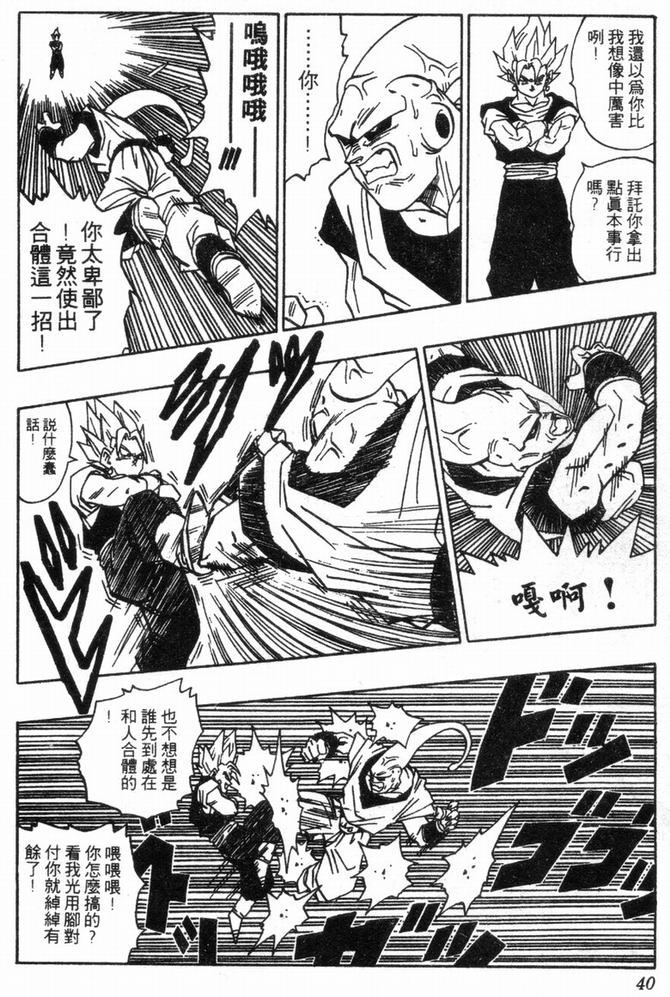 我還以爲你比
我想像中厲害
咧！
拜託你拿出
點眞本事行
嗎？
……你……！
嗚哦哦哦——
你太卑鄙了
！竟然使出
合體這一招！
嘎啊！
說什麼蠢
話！
也不想想是
誰先到處在
和人合體的
！
喂喂喂！
你怎麼搞的？
看我光用腳對
付你就綽綽有
餘了！
40